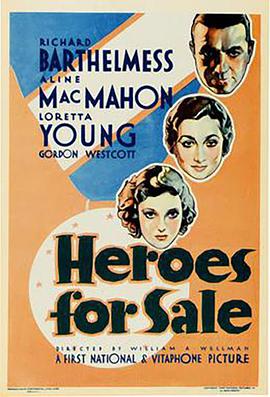 RICHARD
BARTHELMESS
ALINE
MACMAHON
LORETTA
YOUNG
GORDON WESTCOTT
Heroes
for Sale
DIRECTED BY WILLIAM A. WELLMAN
A FIRST NATIONAL & VITAPHONE PICTURE